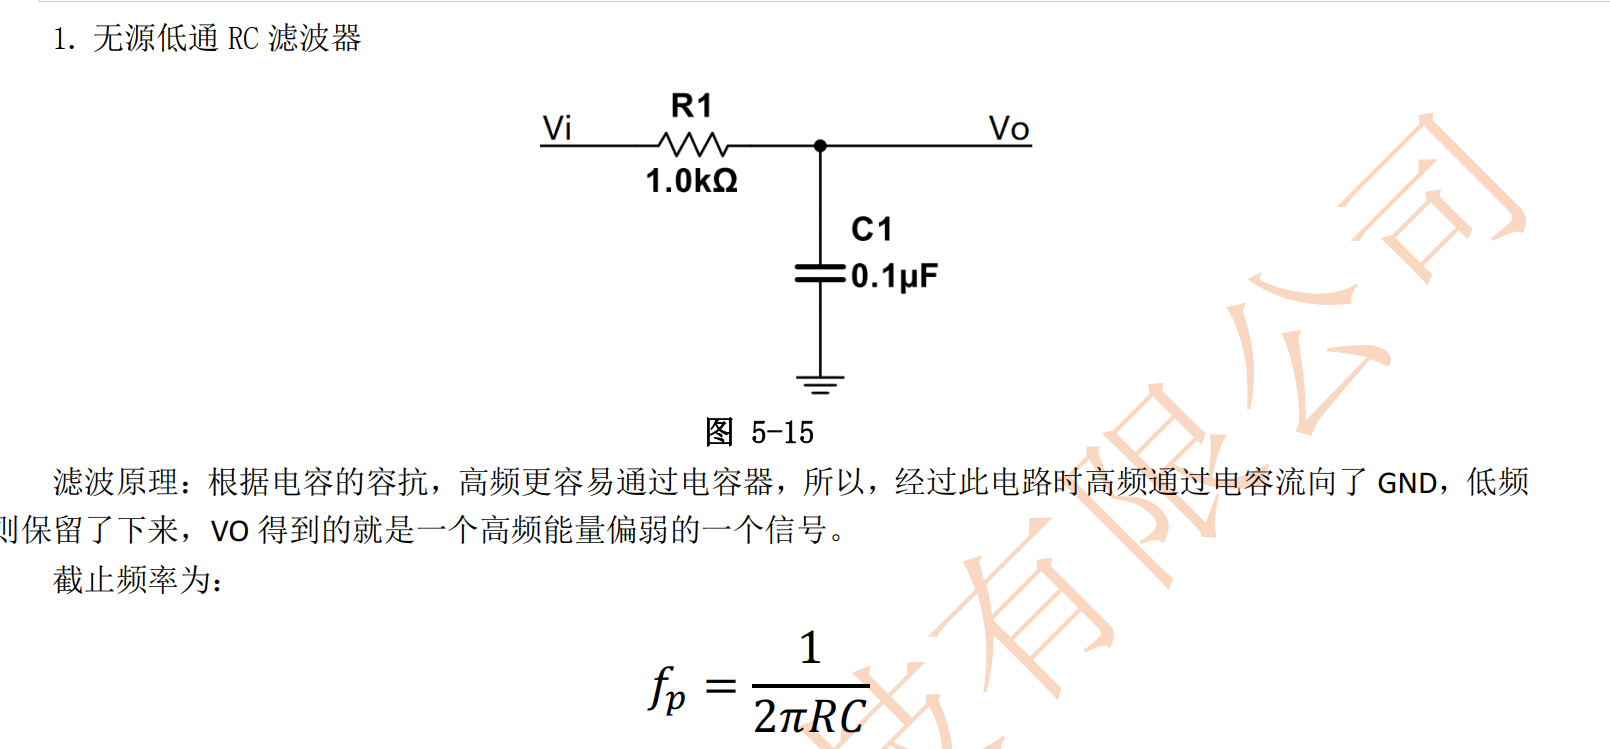 1. 无源低通 RC 滤波器
R1
Vi
Vo
1.0kΩ
C1
0.1μF
图 5-15
滤波原理：根据电容的容抗，高频更容易通过电容器，所以，经过此电路时高频通过电容流向了 GND，低频
则保留了下来，VO 得到的就是一个高频能量偏弱的一个信号。
截止频率为：
f_p = 1/(2πRC)
技有限公司